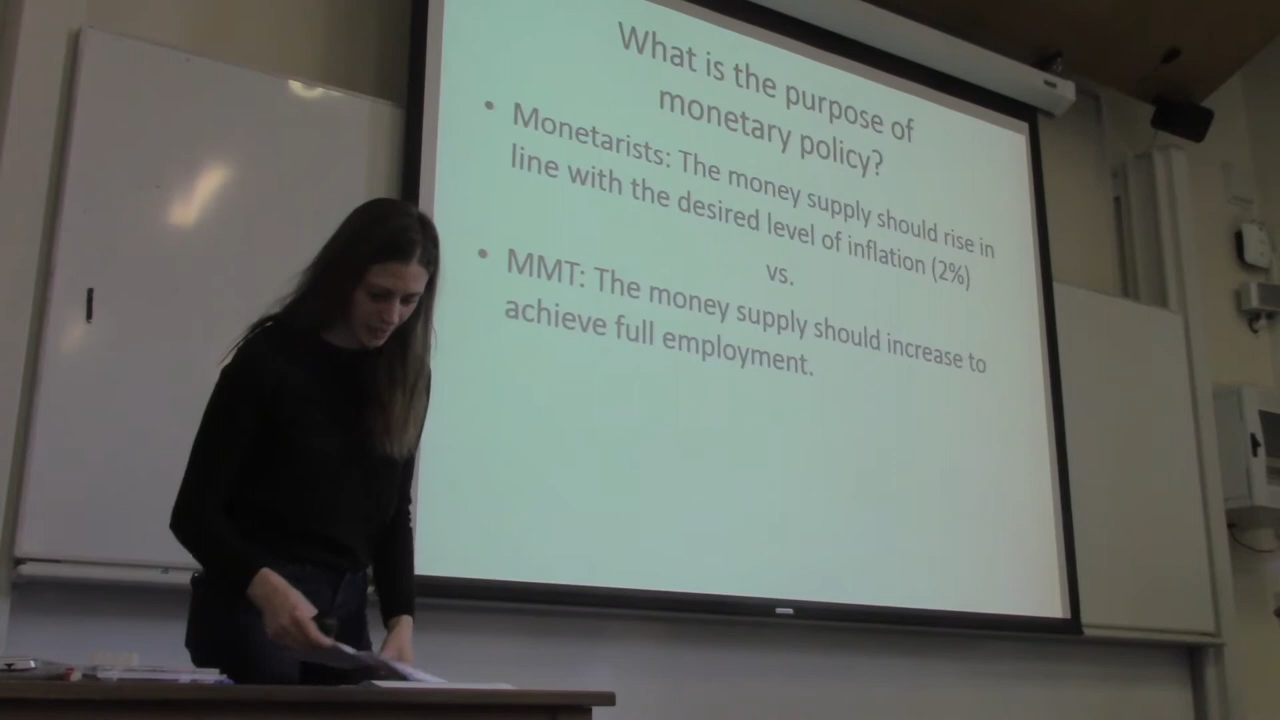 What is the purpose of
monetary policy?
• Monetarists: The money supply should rise in
line with the desired level of inflation (2%)
vs.
• MMT: The money supply should increase to
achieve full employment.